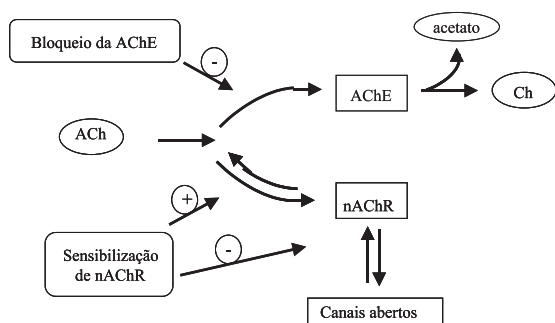 Bloqueio da AChE
-
acetato
AChE
Ch
ACh
+
nAChR
Sensibilização
de nAChR
-
Canais abertos